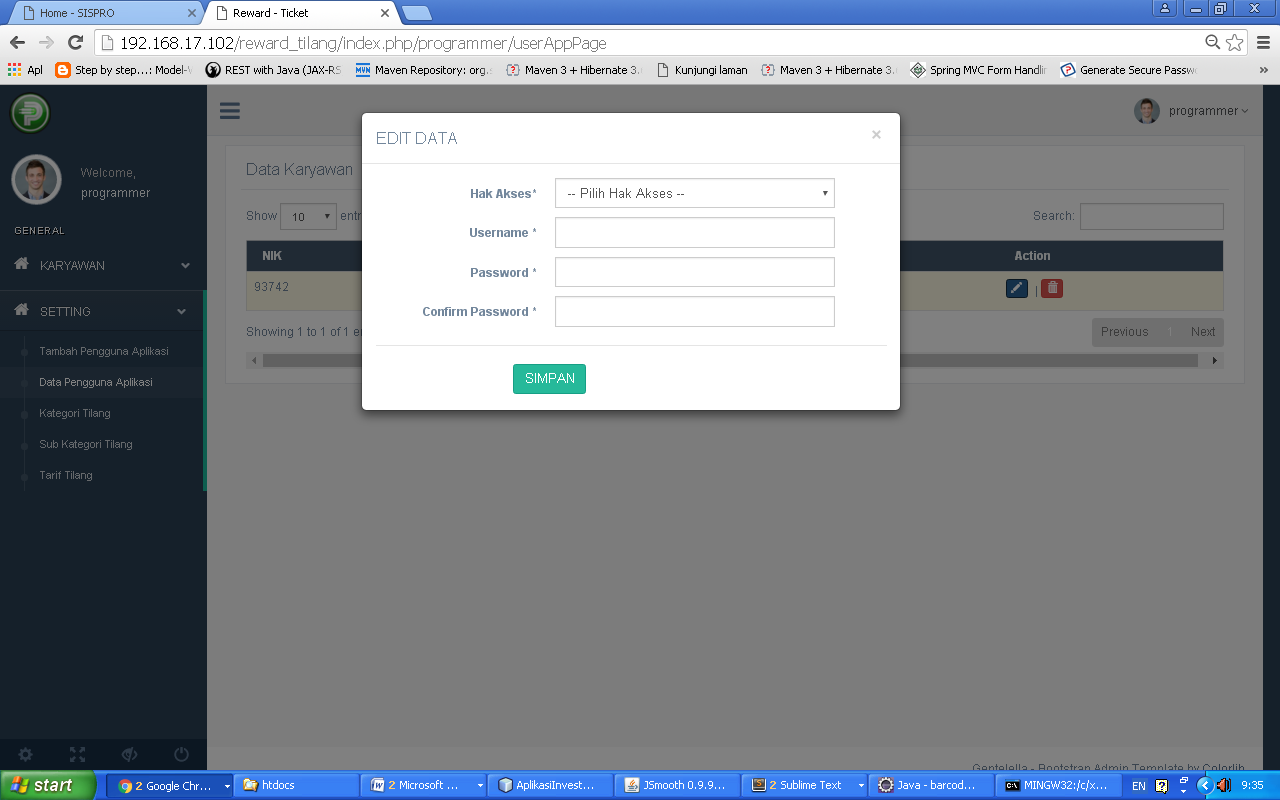 Home - SISPRO
Reward - Ticket
192.168.17.102/reward_tilang/index.php/programmer/userAppPage
Apl
Step by step...: Model-V
REST with Java (JAX-RS
Maven Repository: org.
Maven 3 + Hibernate 3.
Kunjungi laman
Maven 3 + Hibernate 3.
Spring MVC Form Handlin
Generate Secure Passw
»
programmer
Welcome,
programmer
GENERAL
KARYAWAN
SETTING
Tambah Pengguna Aplikasi
Data Pengguna Aplikasi
Kategori Tilang
Sub Kategori Tilang
Tarif Tilang
Data Karyawan
Show 10 entr
Search:
NIK
Action
93742
|
Showing 1 to 1 of 1 e
Previous 1 Next
EDIT DATA
×
Hak Akses*
-- Pilih Hak Akses --
Username *
Password *
Confirm Password *
SIMPAN
Gentelella - Bootstrap Admin Template by Colorlib
start
2 Google Chr...
htdocs
2 Microsoft ...
AplikasiInvest...
JSmooth 0.9.9...
2 Sublime Text
Java - barcod...
MINGW32:/c/x...
EN
9:35